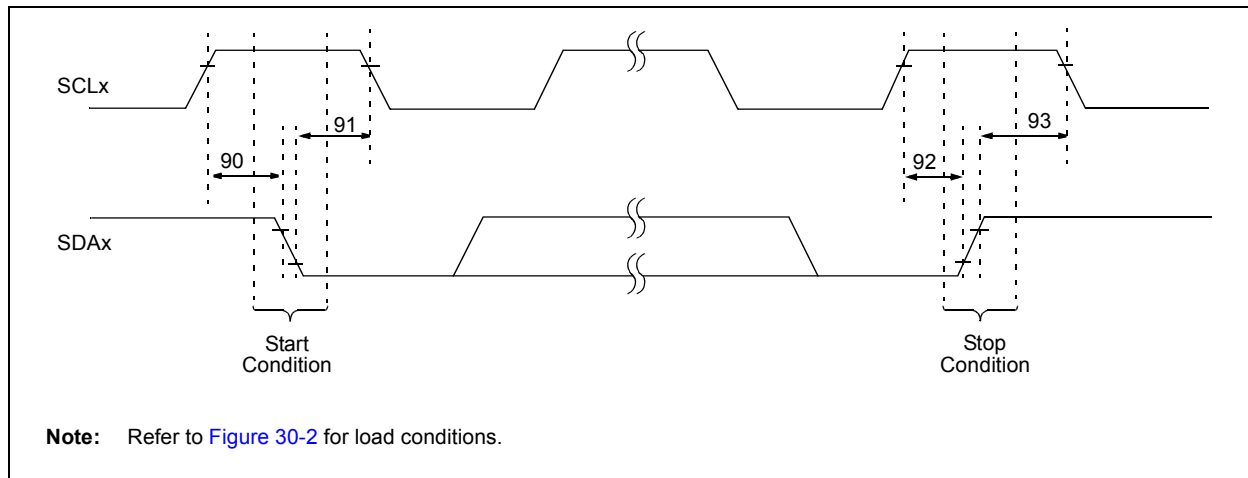 SCLx
91
93
90
92
SDAx
Start
Condition
Stop
Condition
Note: Refer to Figure 30-2 for load conditions.